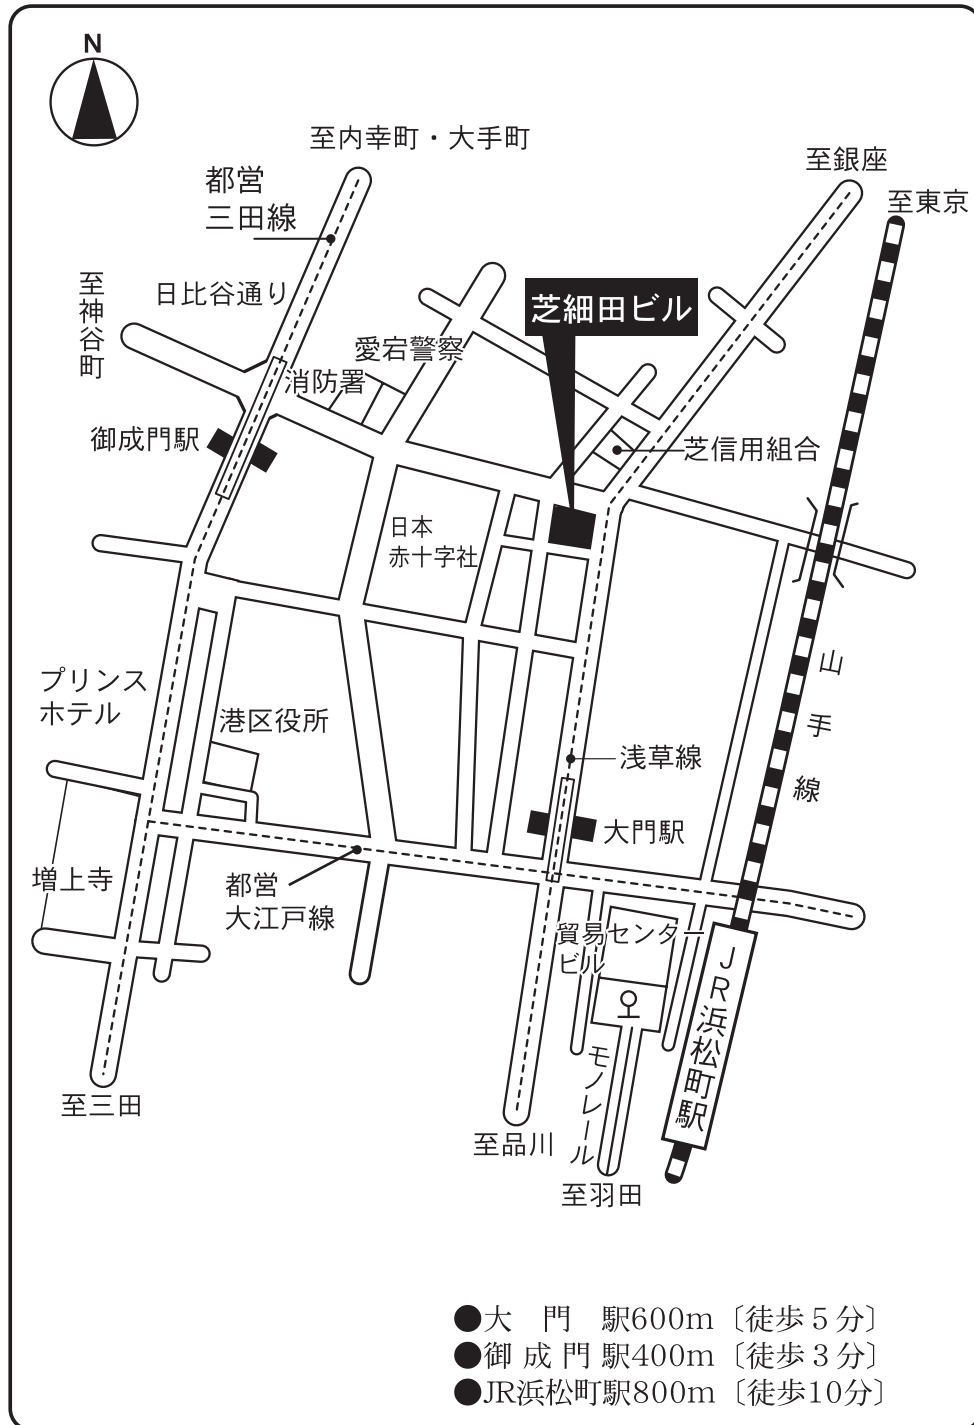 N
至内幸町・大手町
至銀座
至東京
都営
三田線
至神谷町
日比谷通り
芝細田ビル
愛宕警察
消防署
御成門駅
芝信用組合
日本
赤十字社
山手線
プリンス
ホテル
港区役所
浅草線
大門駅
増上寺
都営
大江戸線
貿易センター
ビル
JR浜松町駅
モノレール
至三田
至品川
至羽田
●大　門　駅600m〔徒歩５分〕
●御 成 門 駅400m〔徒歩３分〕
●JR浜松町駅800m〔徒歩10分〕